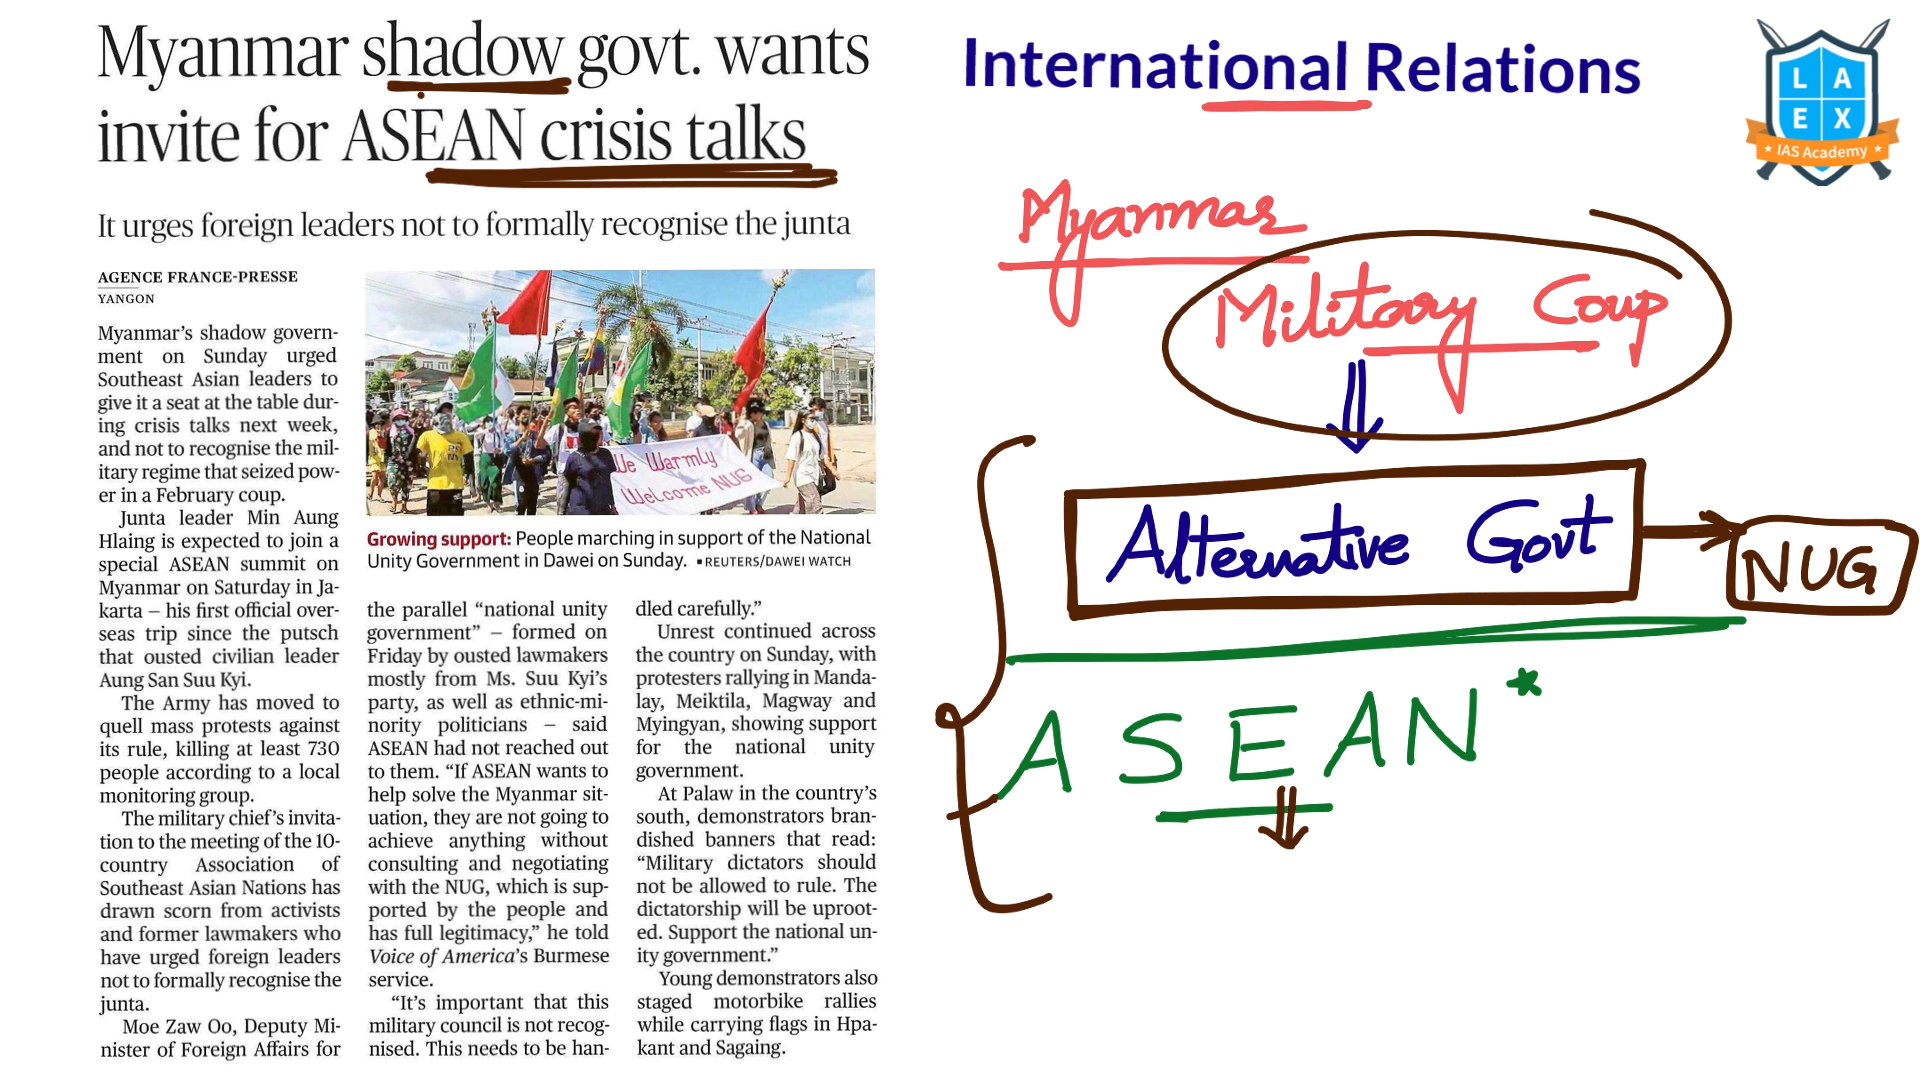 Myanmar shadow govt. wants
invite for ASEAN crisis talks
It urges foreign leaders not to formally recognise the junta
AGENCE FRANCE-PRESSE
YANGON
Myanmar's shadow govern-
ment on Sunday urged
Southeast Asian leaders to
give it a seat at the table dur-
ing crisis talks next week,
and not to recognise the mil-
itary regime that seized pow-
er in a February coup.
Junta leader Min Aung
Hlaing is expected to join a
special ASEAN summit on
Myanmar on Saturday in Ja-
karta – his first official over-
seas trip since the putsch
that ousted civilian leader
Aung San Suu Kyi.
The Army has moved to
quell mass protests against
its rule, killing at least 730
people according to a local
monitoring group.
The military chief's invita-
tion to the meeting of the 10-
country Association of
Southeast Asian Nations has
drawn scorn from activists
and former lawmakers who
have urged foreign leaders
not to formally recognise the
junta.
Moe Zaw Oo, Deputy Mi-
nister of Foreign Affairs for
We Warmly
Welcome NUG
Growing support: People marching in support of the National
Unity Government in Dawei on Sunday. ▪REUTERS/DAWEI WATCH
the parallel “national unity
government” – formed on
Friday by ousted lawmakers
mostly from Ms. Suu Kyi's
party, as well as ethnic-mi-
nority politicians – said
ASEAN had not reached out
to them. “If ASEAN wants to
help solve the Myanmar sit-
uation, they are not going to
achieve anything without
consulting and negotiating
with the NUG, which is sup-
ported by the people and
has full legitimacy,” he told
Voice of America's Burmese
service.
“It's important that this
military council is not recog-
nised. This needs to be han-
dled carefully.”
Unrest continued across
the country on Sunday, with
protesters rallying in Manda-
lay, Meiktila, Magway and
Myingyan, showing support
for the national unity
government.
At Palaw in the country's
south, demonstrators bran-
dished banners that read:
“Military dictators should
not be allowed to rule. The
dictatorship will be uproot-
ed. Support the national un-
ity government.”
Young demonstrators also
staged motorbike rallies
while carrying flags in Hpa-
kant and Sagaing.
International Relations
L A
E X
★ IAS Academy ★
Myanmar
Military Coup
Alternative Govt
NUG
ASEAN*